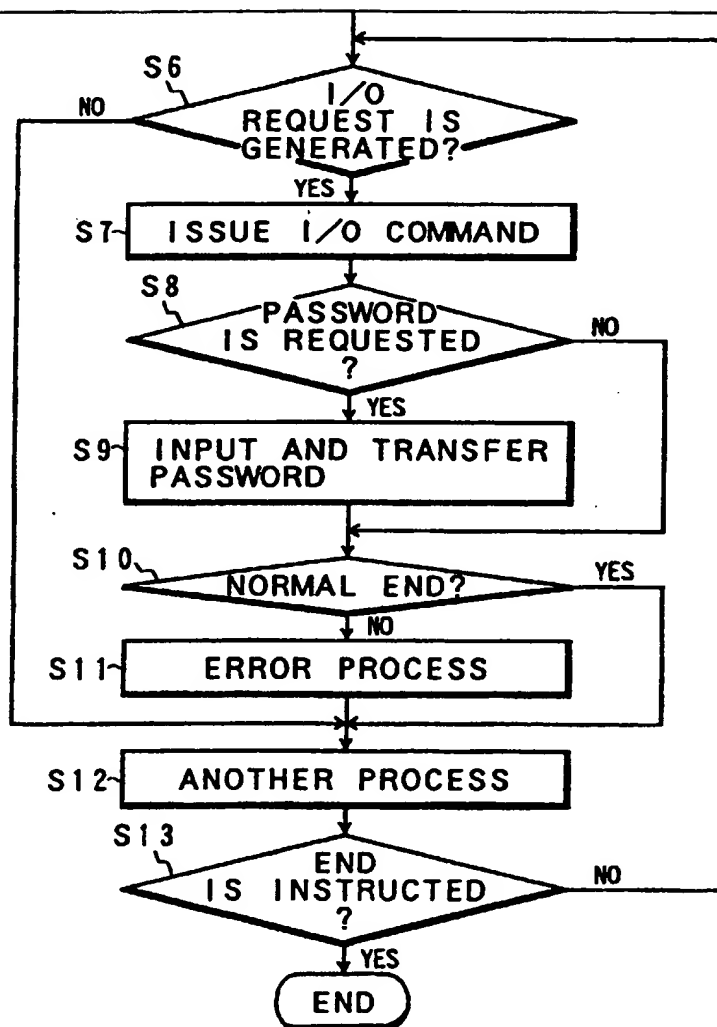 S6
I/O
REQUEST IS
GENERATED?
NO
YES
S7
ISSUE I/O COMMAND
S8
PASSWORD
IS REQUESTED
?
NO
YES
S9
INPUT AND TRANSFER
PASSWORD
S10
NORMAL END?
YES
NO
S11
ERROR PROCESS
S12
ANOTHER PROCESS
S13
END
IS INSTRUCTED
?
NO
YES
END